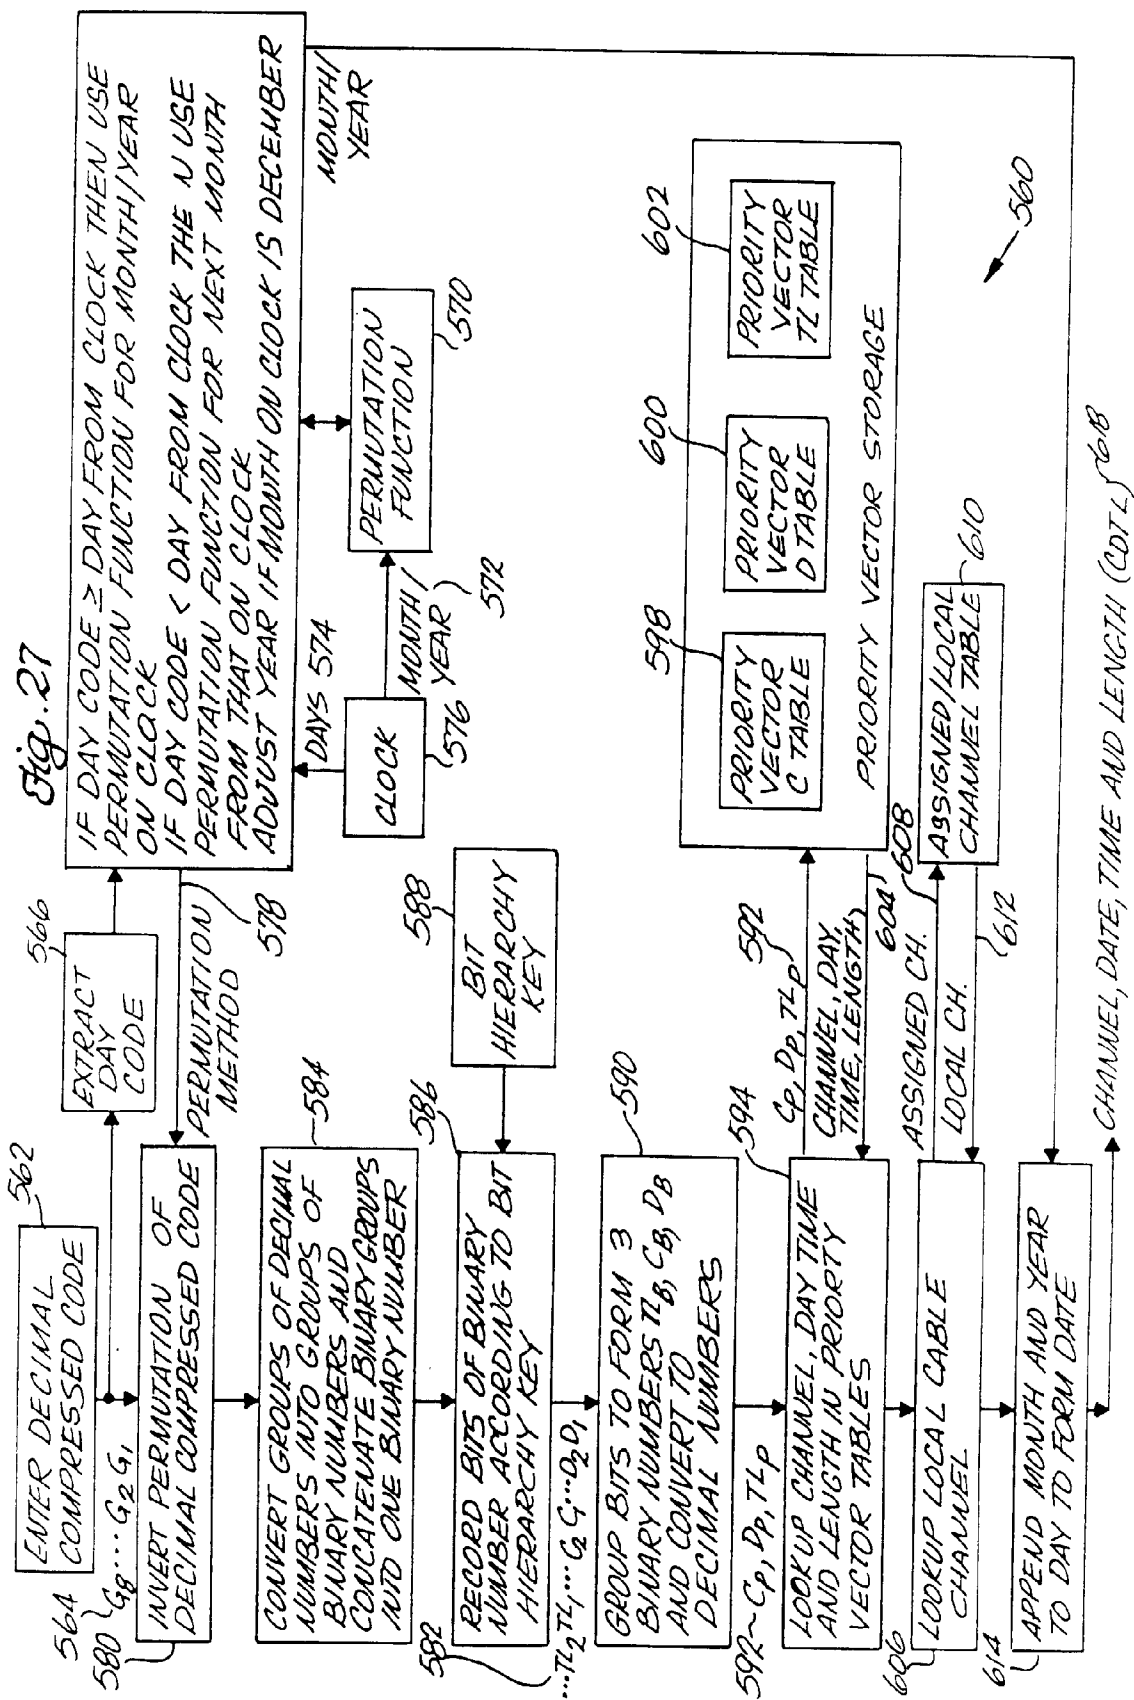 Fig. 27
ENTER DECIMAL
COMPRESSED CODE
562
564
G8 .... G2 G1
580
INVERT PERMUTATION OF
DECIMAL COMPRESSED CODE
EXTRACT
DAY
CODE
566
PERMUTATION
METHOD
578
IF DAY CODE ≥ DAY FROM CLOCK THEN USE
PERMUTATION FUNCTION FOR MONTH/YEAR
ON CLOCK
IF DAY CODE < DAY FROM CLOCK THE N USE
PERMUTATION FUNCTION FOR NEXT MONTH
FROM THAT ON CLOCK
ADJUST YEAR IF MONTH ON CLOCK IS DECEMBER
MONTH/
YEAR
DAYS 574
CLOCK
576
MONTH/
YEAR
572
PERMUTATION
FUNCTION
570
CONVERT GROUPS OF DECIMAL
NUMBERS INTO GROUPS OF
BINARY NUMBERS AND
CONCATENATE BINARY GROUPS
INTO ONE BINARY NUMBER
584
582
RECORD BITS OF BINARY
NUMBER ACCORDING TO BIT
HIERARCHY KEY
586
BIT
HIERARCHY
KEY
588
...TL2 TL1 ... C2 C1 ... D2 D1
GROUP BITS TO FORM 3
BINARY NUMBERS TLB, CB, DB
AND CONVERT TO
DECIMAL NUMBERS
590
592~ CP, DP, TLP
LOOKUP CHANNEL, DAY TIME
AND LENGTH IN PRIORTY
VECTOR TABLES
594
CP, DP, TLP
592
CHANNEL, DAY,
TIME, LENGTH
604
PRIORITY
VECTOR
C TABLE
598
PRIORITY
VECTOR
D TABLE
600
PRIORITY
VECTOR
TL TABLE
602
PRIORITY VECTOR STORAGE
560
LOOKUP LOCAL CABLE
CHANNEL
606
ASSIGNED CH.
608
LOCAL CH.
612
ASSIGNED/LOCAL
CHANNEL TABLE
610
APPEND MONTH AND YEAR
TO DAY TO FORM DATE
614
CHANNEL, DATE, TIME AND LENGTH (CDTL)
618